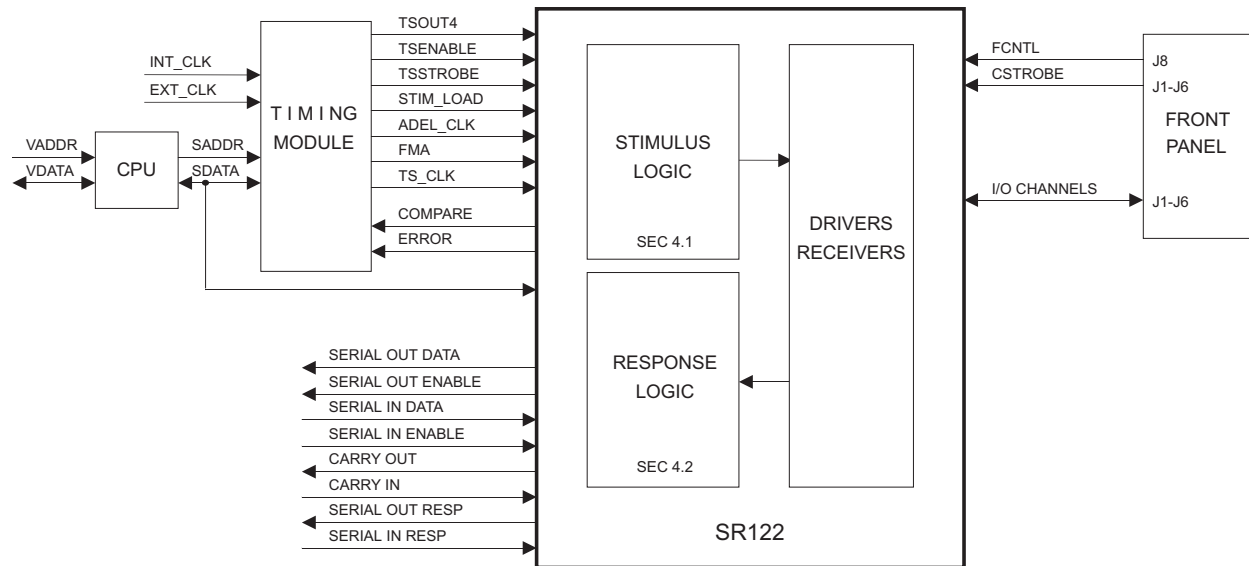 TSOUT4
TSENABLE
TSSTROBE
STIM_LOAD
ADEL_CLK
FMA
TS_CLK
COMPARE
ERROR
INT_CLK
EXT_CLK
TIMING
MODULE
VADDR
VDATA
CPU
SADDR
SDATA
STIMULUS
LOGIC
SEC 4.1
DRIVERS
RECEIVERS
RESPONSE
LOGIC
SEC 4.2
SR122
FCNTL
CSTROBE
I/O CHANNELS
J8
J1-J6
FRONT
PANEL
J1-J6
SERIAL OUT DATA
SERIAL OUT ENABLE
SERIAL IN DATA
SERIAL IN ENABLE
CARRY OUT
CARRY IN
SERIAL OUT RESP
SERIAL IN RESP